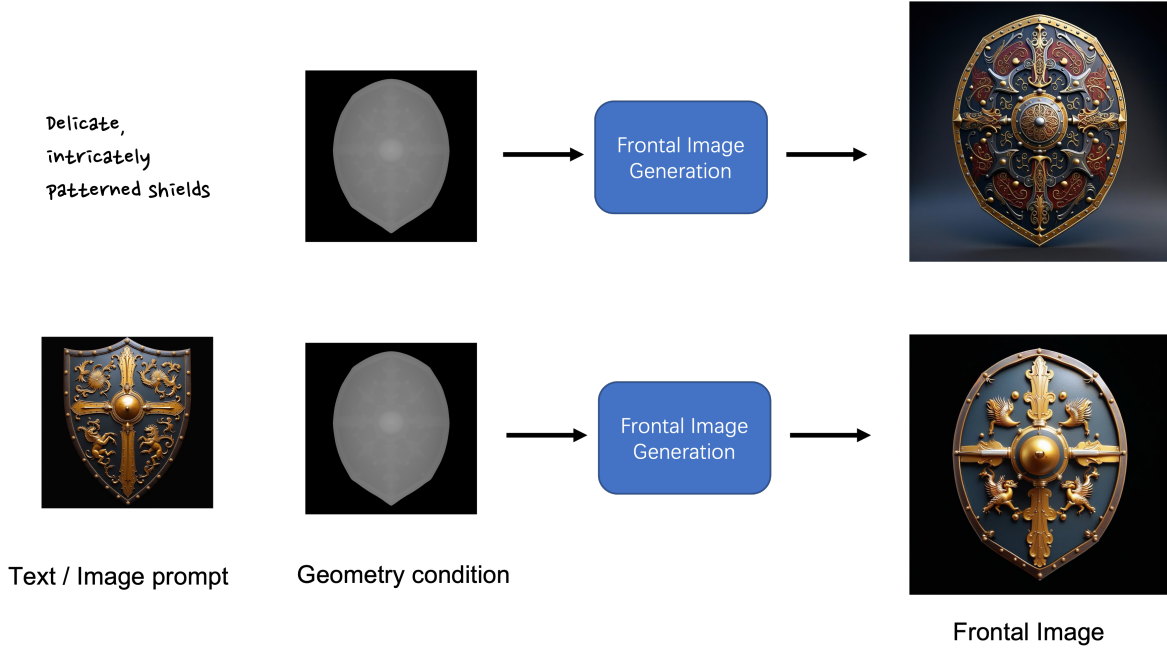 Delicate,
intricately
patterned shields
Frontal Image
Generation
Frontal Image
Generation
Text / Image prompt
Geometry condition
Frontal Image